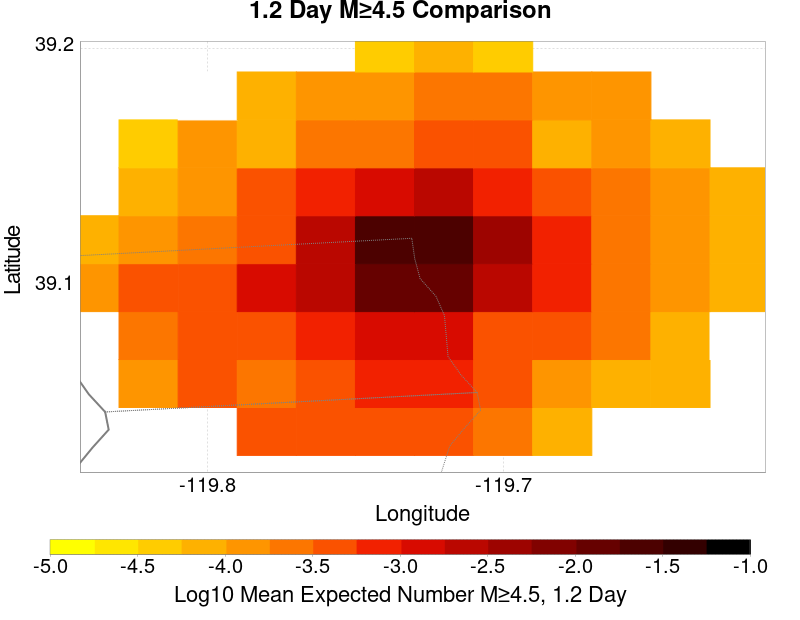 1.2 Day M≥4.5 Comparison
39.2
39.1
Latitude
-119.8 -119.7
Longitude
-5.0 -4.5 -4.0 -3.5 -3.0 -2.5 -2.0 -1.5 -1.0
Log10 Mean Expected Number M≥4.5, 1.2 Day